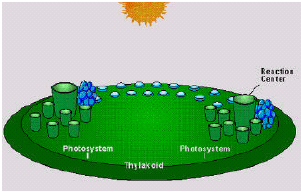 Reaction
Center
Photosystem
Photosystem
Thylakoid